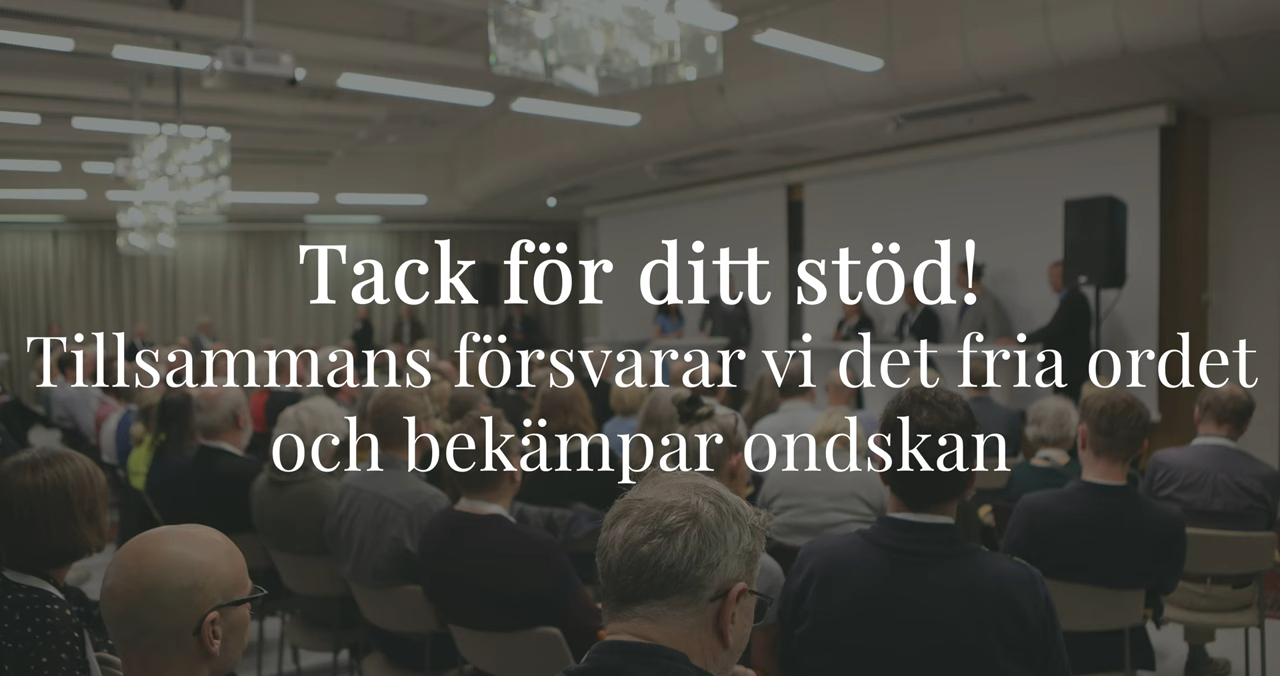 Tack för ditt stöd!
Tillsammans försvarar vi det fria ordet
och bekämpar ondskan